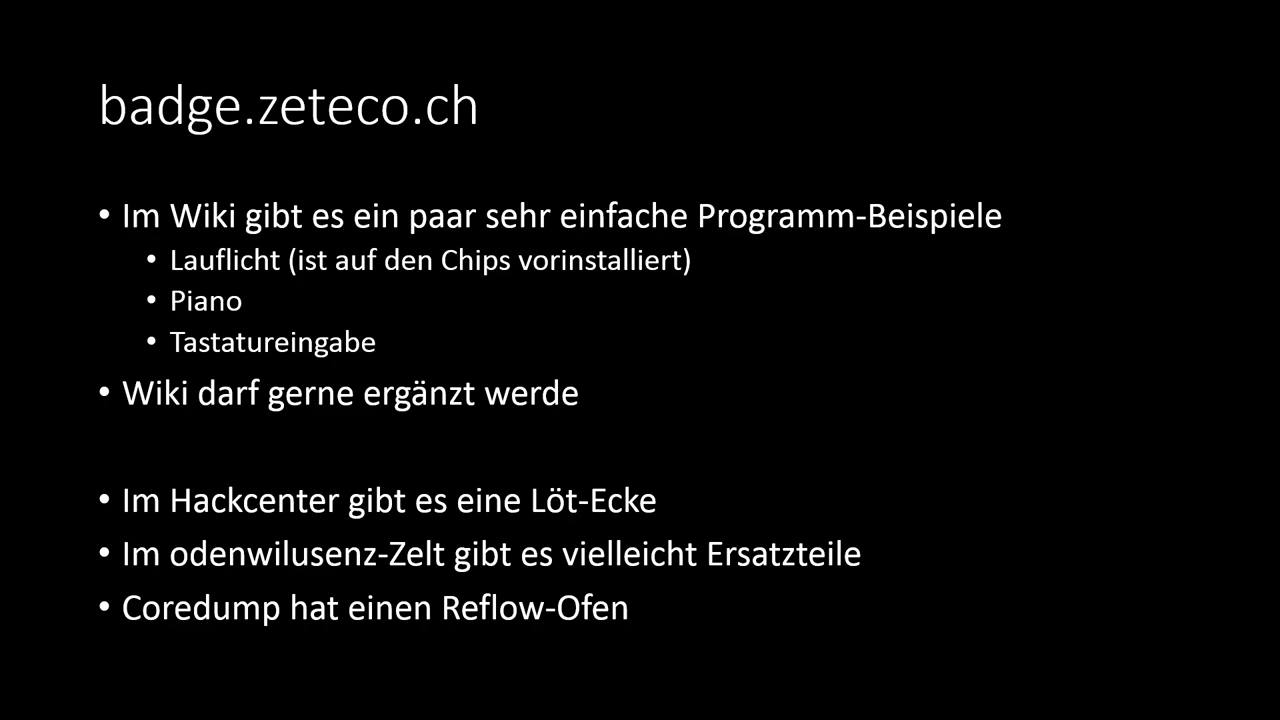 badge.zeteco.ch
• Im Wiki gibt es ein paar sehr einfache Programm-Beispiele
• Lauflicht (ist auf den Chips vorinstalliert)
• Piano
• Tastatureingabe
• Wiki darf gerne ergänzt werde
• Im Hackcenter gibt es eine Löt-Ecke
• Im odenwilusenz-Zelt gibt es vielleicht Ersatzteile
• Coredump hat einen Reflow-Ofen